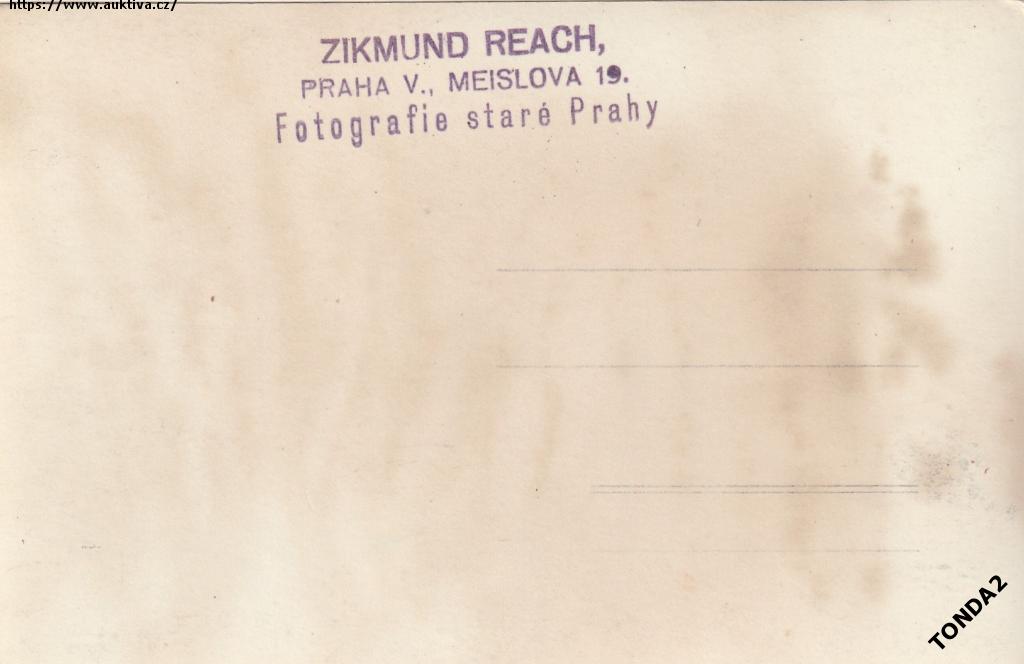 https://www.auktiva.cz/
ZIKMUND REACH,
PRAHA V., MEISLOVA 19.
Fotografie staré Prahy
TONDA2